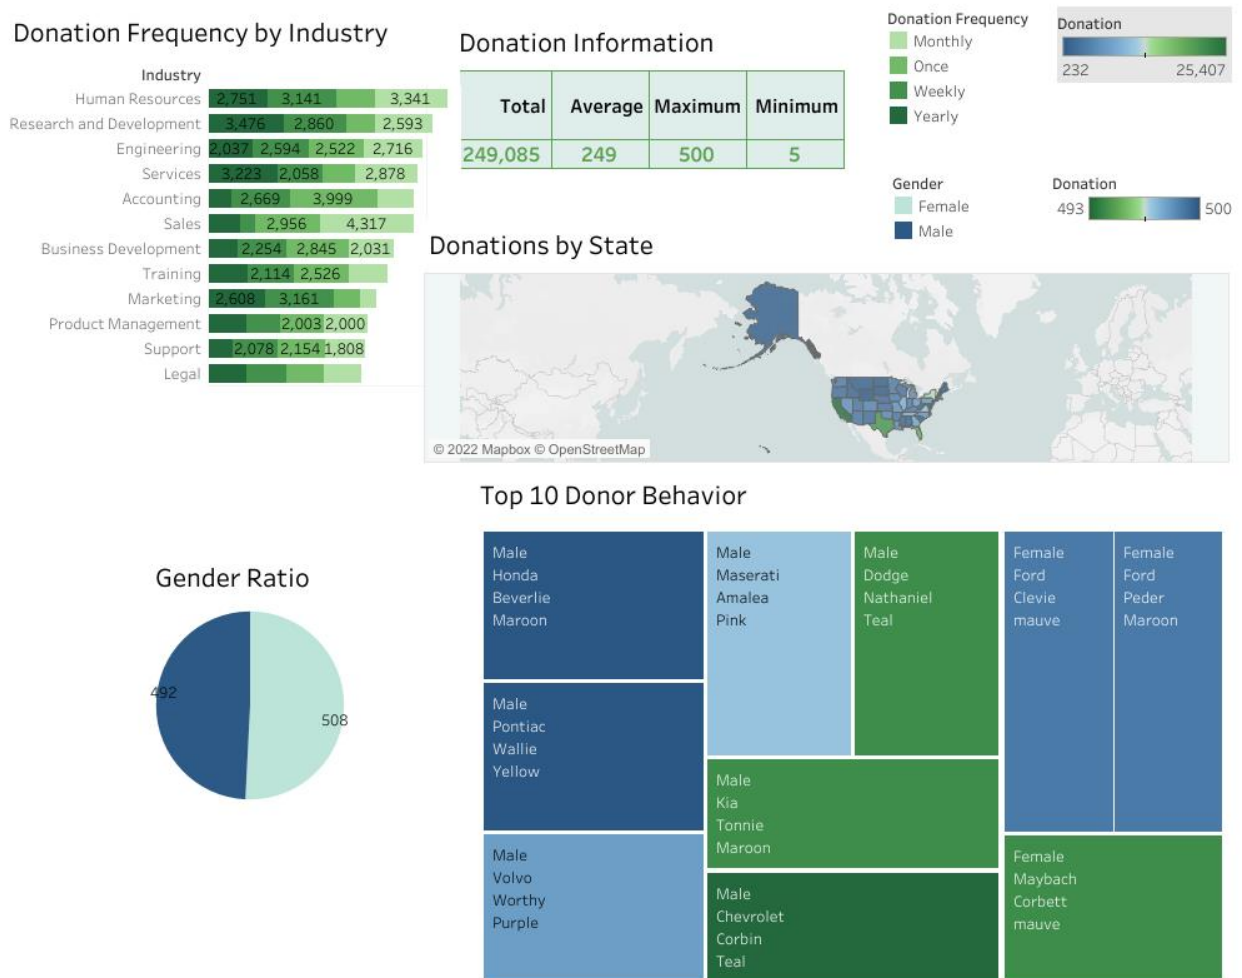 Donation Frequency by Industry
Industry
Human Resources 2,751 3,141 3,341
Research and Development 3,476 2,860 2,593
Engineering 2,037 2,594 2,522 2,716
Services 3,223 2,058 2,878
Accounting 2,669 3,999
Sales 2,956 4,317
Business Development 2,254 2,845 2,031
Training 2,114 2,526
Marketing 2,608 3,161
Product Management 2,003 2,000
Support 2,078 2,154 1,808
Legal
Donation Information
Total Average Maximum Minimum
249,085 249 500 5
Donation Frequency
Monthly
Once
Weekly
Yearly
Donation
232 25,407
Gender
Female
Male
Donation
493 500
Donations by State
© 2022 Mapbox © OpenStreetMap
Gender Ratio
492
508
Top 10 Donor Behavior
Male
Honda
Beverlie
Maroon
Male
Pontiac
Wallie
Yellow
Male
Volvo
Worthy
Purple
Male
Maserati
Amalea
Pink
Male
Dodge
Nathaniel
Teal
Male
Kia
Tonnie
Maroon
Male
Chevrolet
Corbin
Teal
Female
Ford
Clevie
mauve
Female
Ford
Peder
Maroon
Female
Maybach
Corbett
mauve